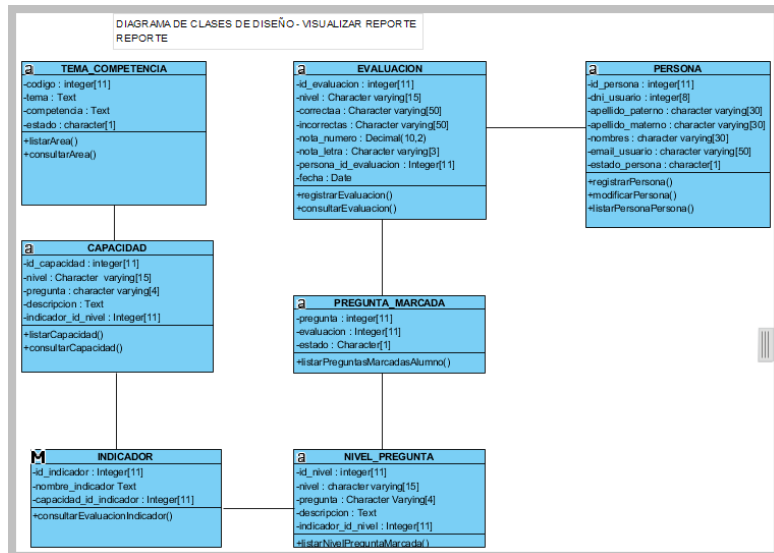 DIAGRAMA DE CLASES DE DISEÑO - VISUALIZAR REPORTE
REPORTE
a TEMA_COMPETENCIA
-codigo : integer[11]
-tema : Text
-competencia : Text
-estado : character[1]
+listarArea()
+consultarArea()
a EVALUACION
-id_evaluacion : integer[11]
-nivel : Character varying[15]
-correctaa : Character varying[50]
-incorrectas : Character varying[50]
-nota_numero : Decimal(10,2)
-nota_letra : Character varying[3]
-persona_id_evaluacion : Integer[11]
-fecha : Date
+registrarEvaluacion()
+consultarEvaluacion()
a PERSONA
-id_persona : integer[11]
-dni_usuario : integer[8]
-apellido_paterno : character varying[30]
-apellido_materno : character varying[30]
-nombres : character varying[30]
-email_usuario : character varying[50]
-estado_persona : character[1]
+registrarPersona()
+modificarPersona()
+listarPersonaPersona()
a CAPACIDAD
-id_capacidad : integer[11]
-nivel : Character varying[15]
-pregunta : character varying[4]
-descripcion : Text
-indicador_id_nivel : Integer[11]
+listarCapacidad()
+consultarCapacidad()
a PREGUNTA_MARCADA
-pregunta : integer[11]
-evaluacion : Integer[11]
-estado : Character[1]
+listarPreguntasMarcadasAlumno()
M INDICADOR
-id_indicador : Integer[11]
-nombre_indicador Text
-capacidad_id_indicador : Integer[11]
+consultarEvaluacionIndicador()
a NIVEL_PREGUNTA
-id_nivel : integer[11]
-nivel : character varying[15]
-pregunta : Character Varying[4]
-descripcion : Text
-indicador_id_nivel : Integer[11]
+listarNivelPreguntaMarcada()